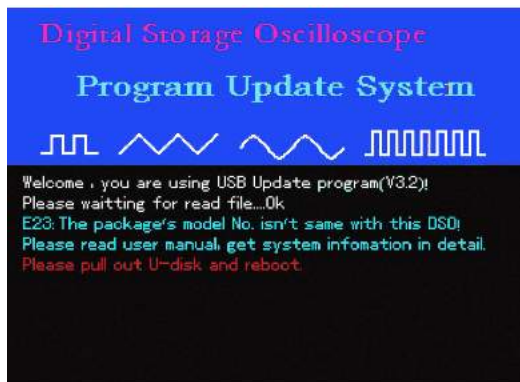 Digital Storage Oscilloscope
Program Update System
Welcome , you are using USB Update program(V3.2)!
Please waitting for read file....Ok
E23: The package's model No. isn't same with this DSO!
Please read user manual, get system infomation in detail.
Please pull out U-disk and reboot.